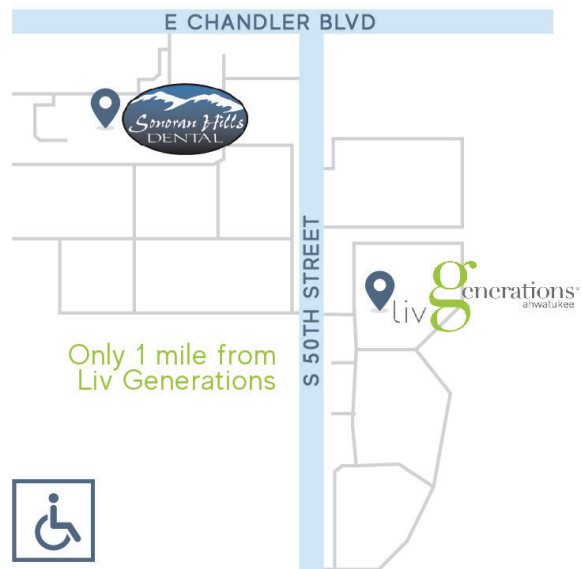 E CHANDLER BLVD
Sonoran Hills
DENTAL
S 50TH STREET
liv generations
ahwatukee
Only 1 mile from
Liv Generations